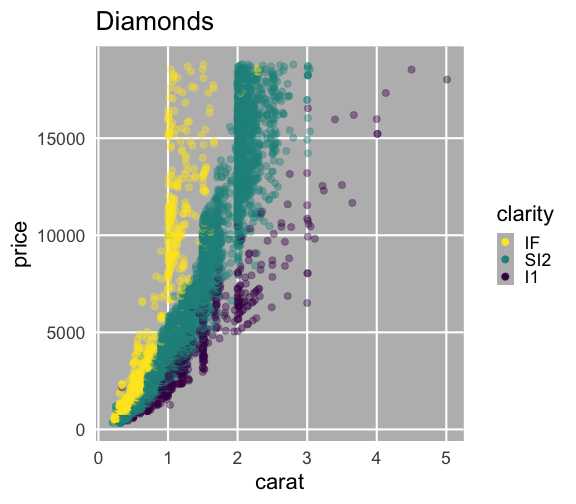 Diamonds
15000
10000
5000
0
price
0 1 2 3 4 5
carat
clarity
IF
SI2
I1